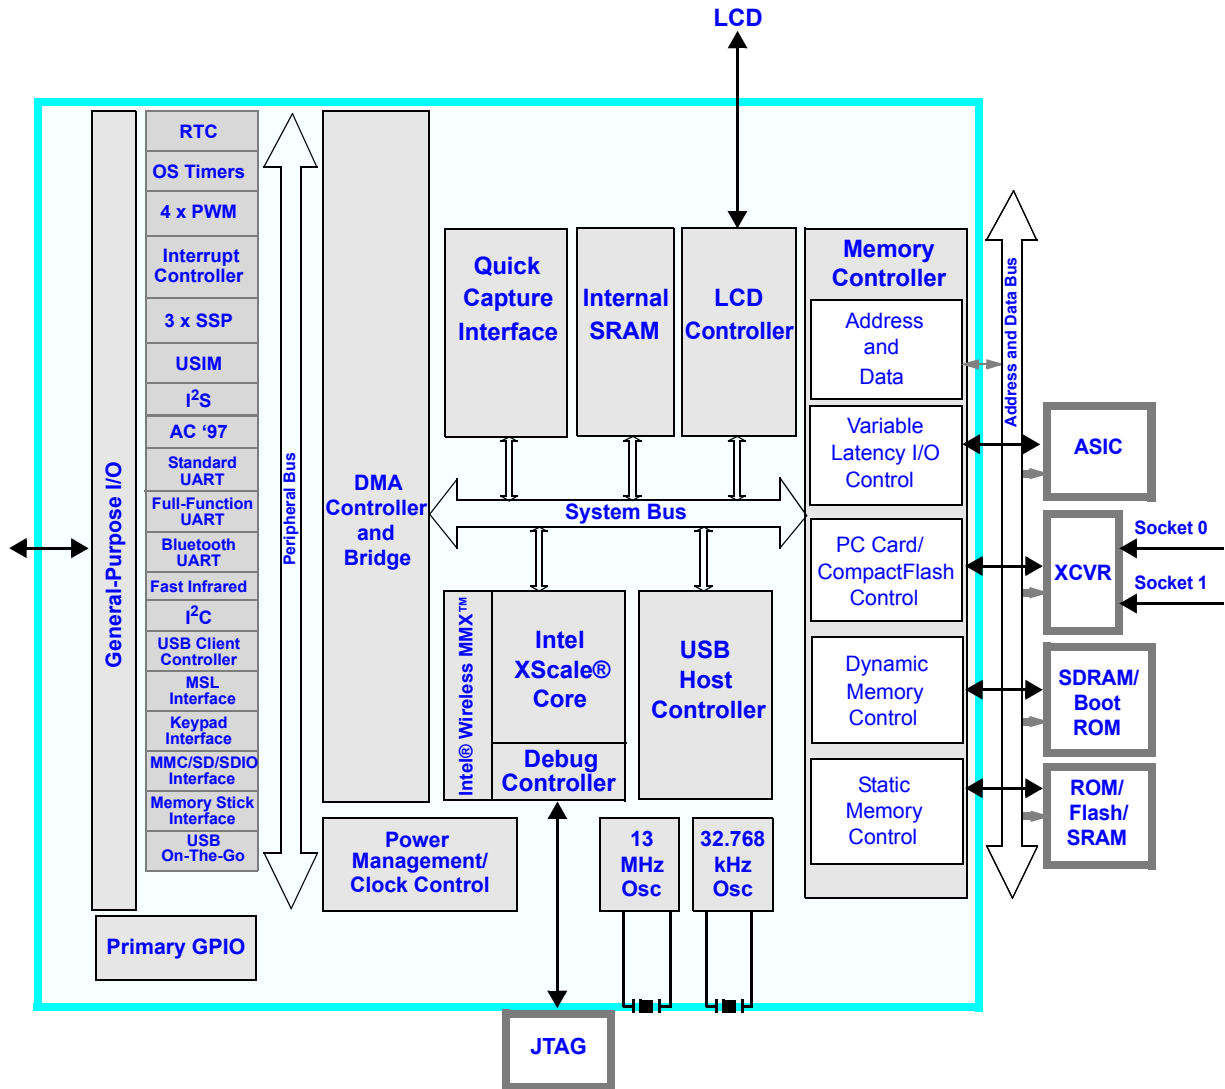 LCD
General-Purpose I/O
RTC
OS Timers
4 x PWM
Interrupt
Controller
3 x SSP
USIM
I²S
AC ‘97
Standard
UART
Full-Function
UART
Bluetooth
UART
Fast Infrared
I²C
USB Client
Controller
MSL
Interface
Keypad
Interface
MMC/SD/SDIO
Interface
Memory Stick
Interface
USB
On-The-Go
Primary GPIO
Peripheral Bus
DMA
Controller
and
Bridge
Power
Management/
Clock Control
Quick
Capture
Interface
Internal
SRAM
LCD
Controller
System Bus
Intel® Wireless MMX™
Intel
XScale®
Core
Debug
Controller
USB
Host
Controller
13
MHz
Osc
32.768
kHz
Osc
JTAG
Memory
Controller
Address
and
Data
Variable
Latency I/O
Control
PC Card/
CompactFlash
Control
Dynamic
Memory
Control
Static
Memory
Control
Address and Data Bus
ASIC
XCVR
Socket 0
Socket 1
SDRAM/
Boot
ROM
ROM/
Flash/
SRAM